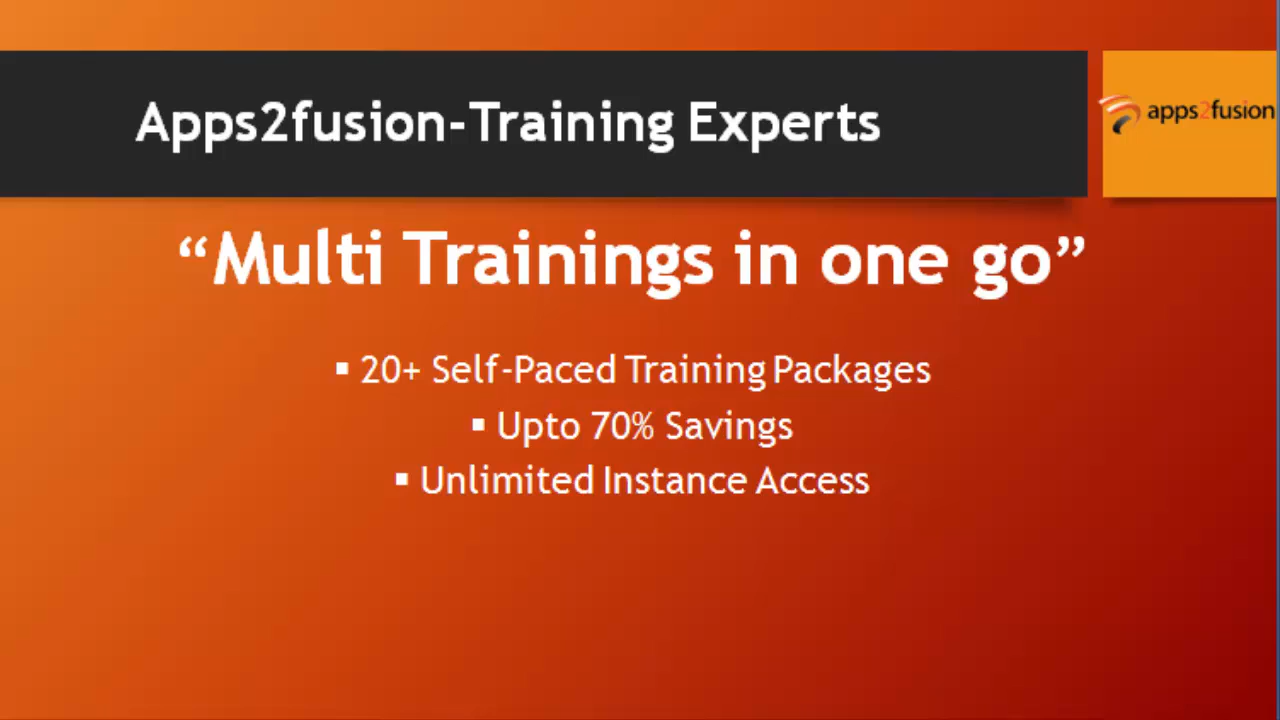 Apps2fusion-Training Experts
apps2fusion
“Multi Trainings in one go”
▪ 20+ Self-Paced Training Packages
▪ Upto 70% Savings
▪ Unlimited Instance Access